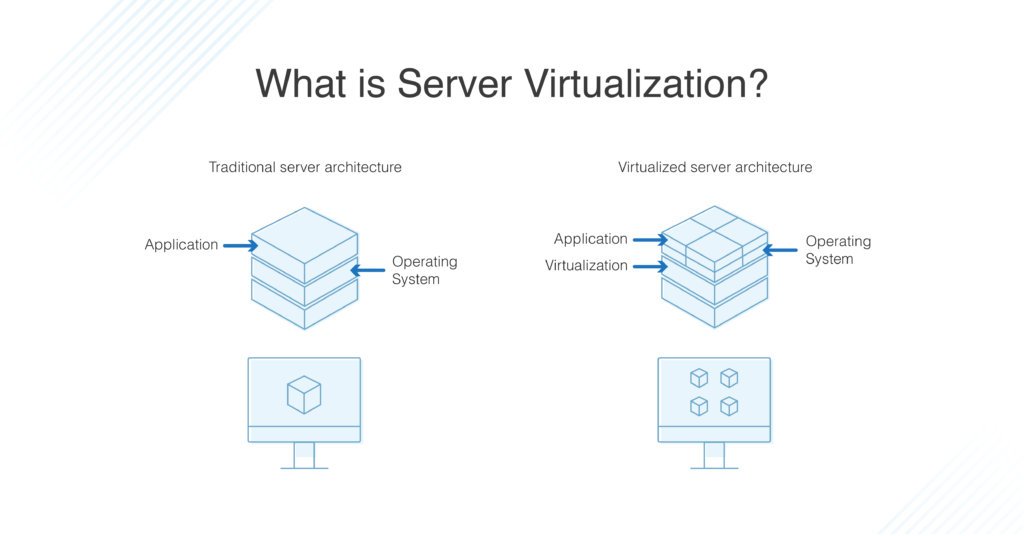 What is Server Virtualization?
Traditional server architecture
Application
Operating
System
Virtualized server architecture
Application
Virtualization
Operating
System